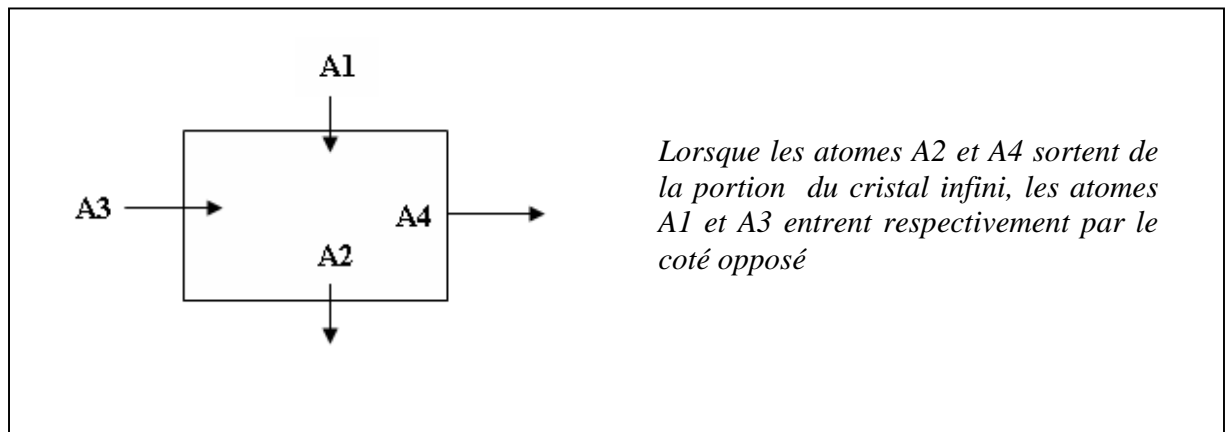 A1
Lorsque les atomes A2 et A4 sortent de
la portion du cristal infini, les atomes
A3
A4
A1 et A3 entrent respectivement par le
A2
coté opposé